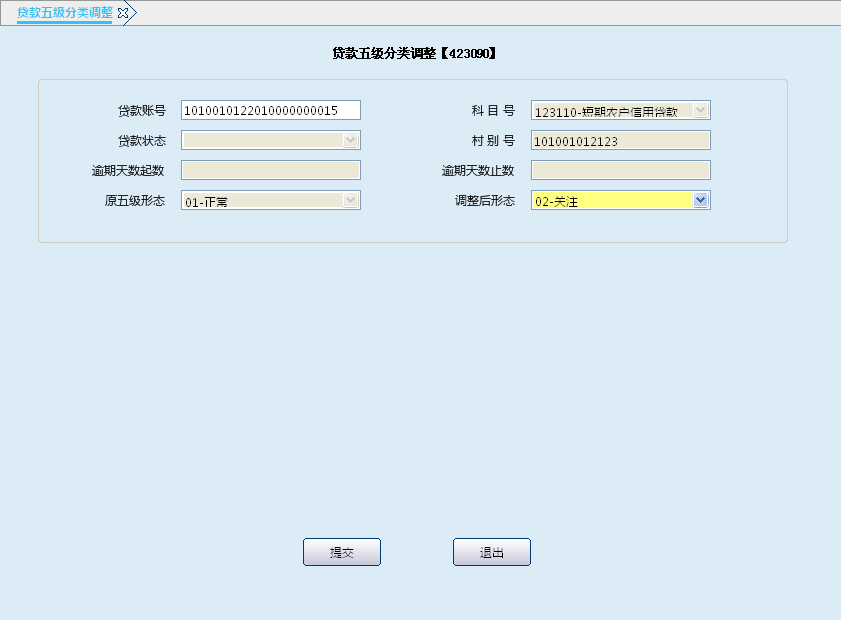 贷款五级分类调整
贷款五级分类调整【423090】
贷款账号 1010010122010000000015 科 目 号 123110-短期农户信用贷款
贷款状态 村 别 号 101001012123
逾期天数起数 逾期天数止数
原五级形态 01-正常 调整后形态 02-关注
提交 退出